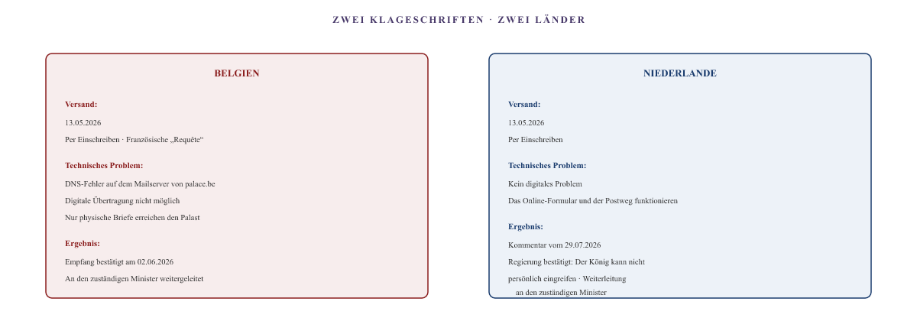 ZWEI KLAGESCHRIFTEN · ZWEI LÄNDER
BELGIEN
Versand:
13.05.2026
Per Einschreiben · Französische „Requête“
Technisches Problem:
DNS-Fehler auf dem Mailserver von palace.be
Digitale Übertragung nicht möglich
Nur physische Briefe erreichen den Palast
Ergebnis:
Empfang bestätigt am 02.06.2026
An den zuständigen Minister weitergeleitet
NIEDERLANDE
Versand:
13.05.2026
Per Einschreiben
Technisches Problem:
Kein digitales Problem
Das Online-Formular und der Postweg funktionieren
Ergebnis:
Kommentar vom 29.07.2026
Regierung bestätigt: Der König kann nicht
persönlich eingreifen · Weiterleitung
an den zuständigen Minister